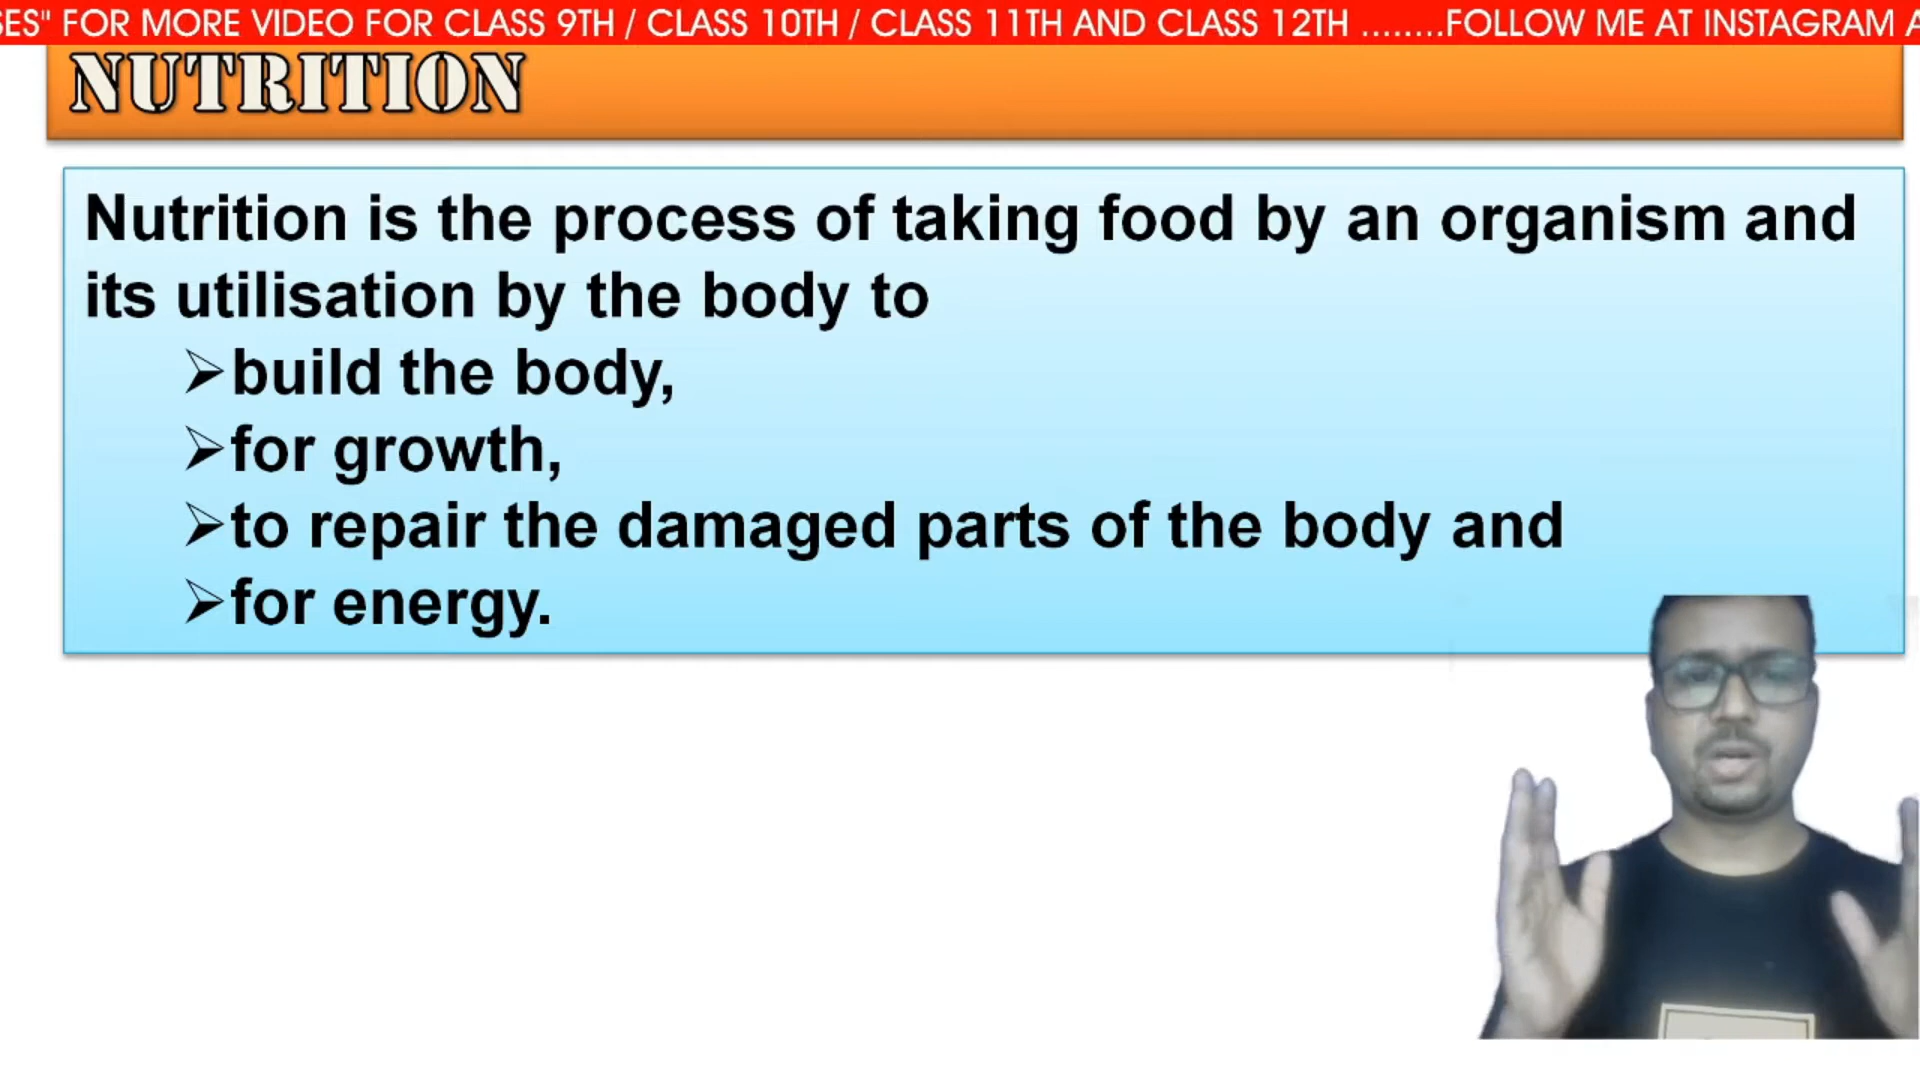 SES" FOR MORE VIDEO FOR CLASS 9TH / CLASS 10TH / CLASS 11TH AND CLASS 12TH ........FOLLOW ME AT INSTAGRAM A
NUTRITION
Nutrition is the process of taking food by an organism and
its utilisation by the body to
➢build the body,
➢for growth,
➢to repair the damaged parts of the body and
➢for energy.